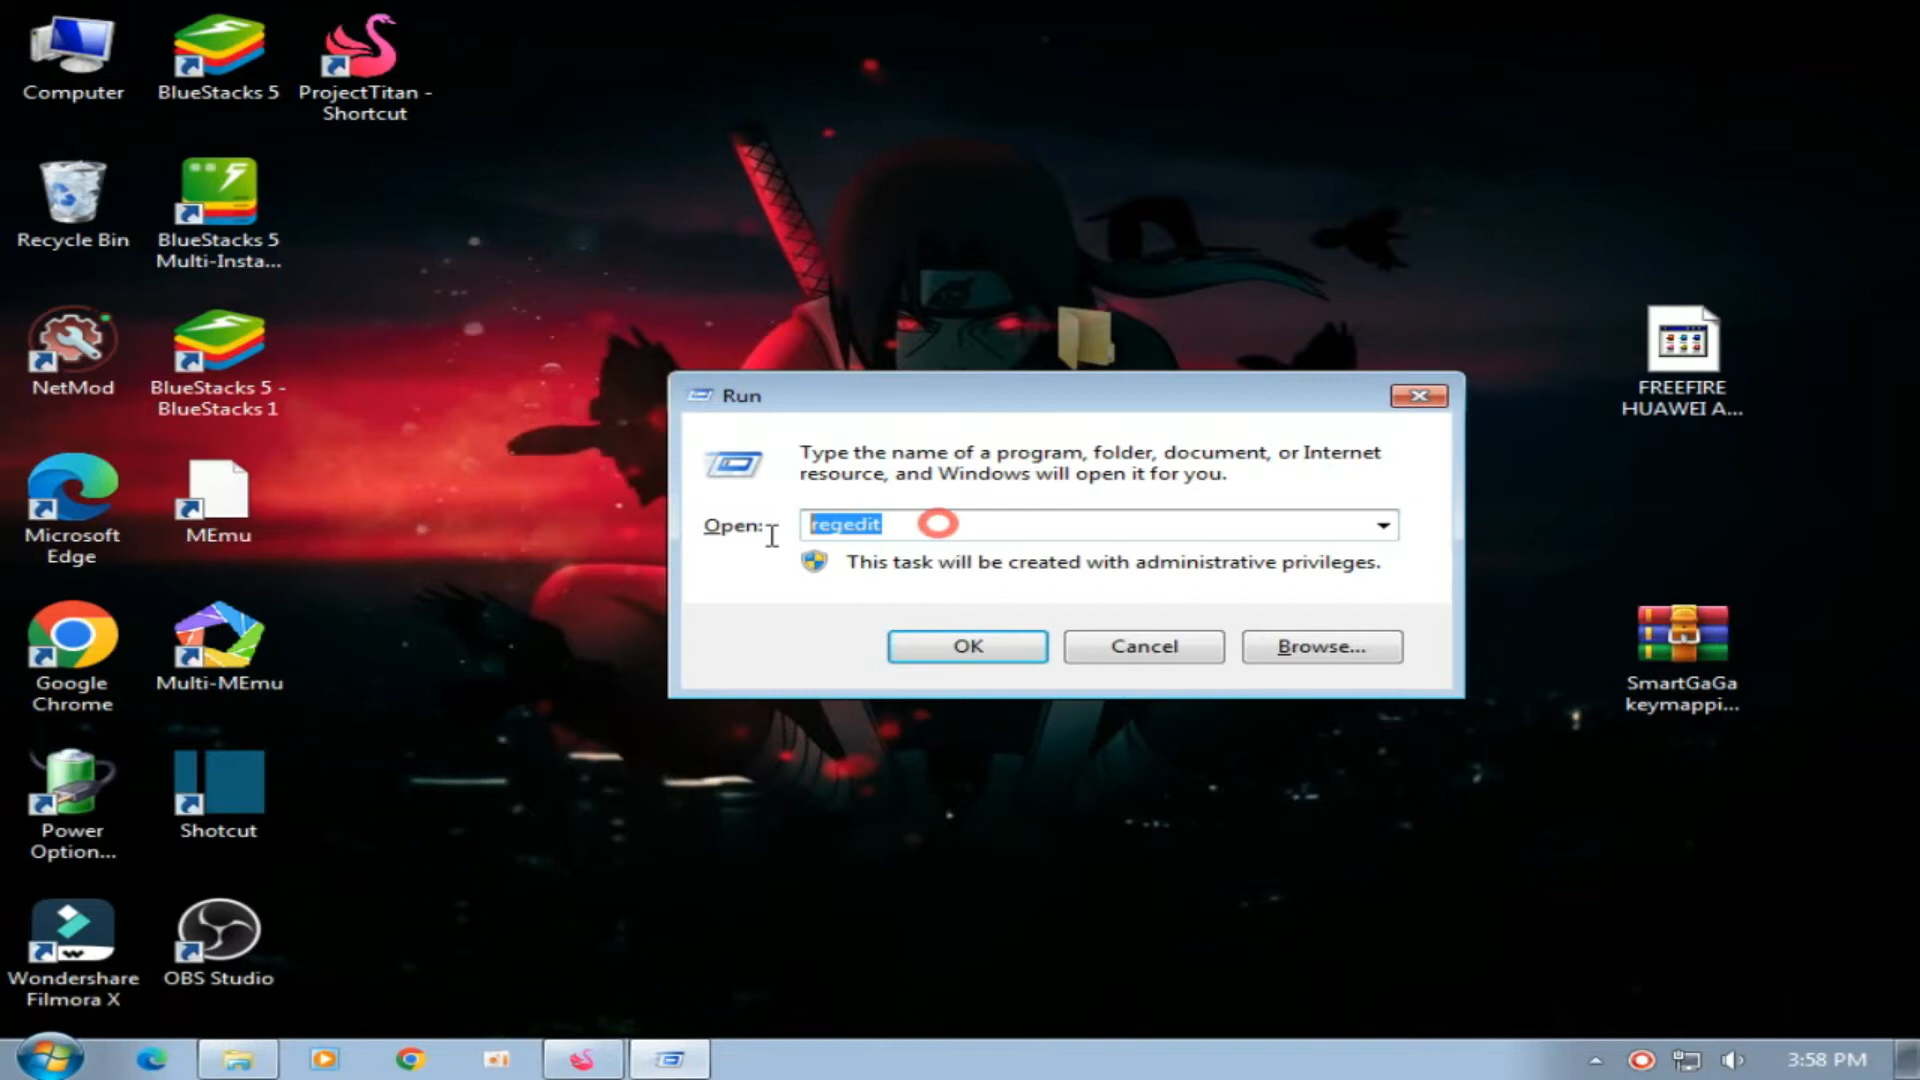 Computer
BlueStacks 5
ProjectTitan -
Shortcut
Recycle Bin
BlueStacks 5
Multi-Insta...
NetMod
BlueStacks 5 -
BlueStacks 1
Microsoft
Edge
MEmu
Google
Chrome
Multi-MEmu
Power
Option...
Shotcut
Wondershare
Filmora X
OBS Studio
Run
Type the name of a program, folder, document, or Internet
resource, and Windows will open it for you.
Open:
regedit
This task will be created with administrative privileges.
OK
Cancel
Browse...
FREEFIRE
HUAWEI A...
SmartGaGa
keymappi...
3:58 PM